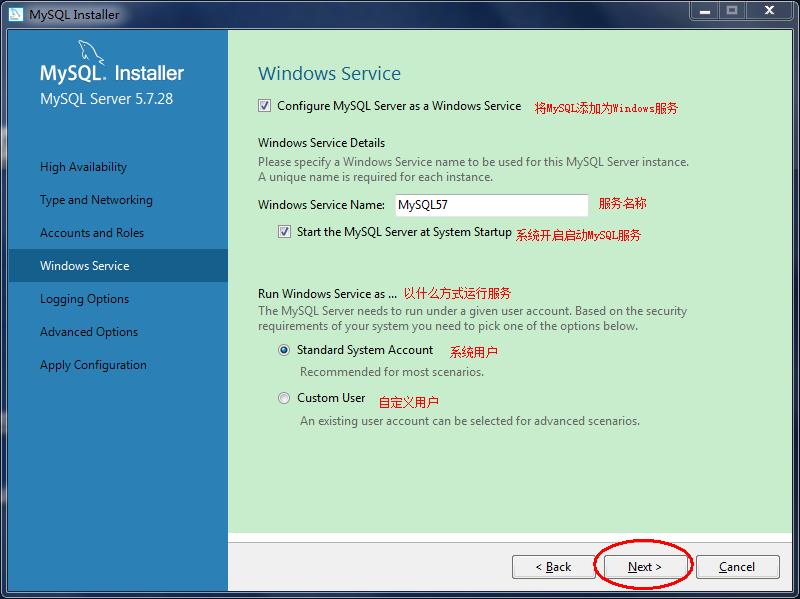 MySQL Installer
MySQL. Installer
MySQL Server 5.7.28
High Availability
Type and Networking
Accounts and Roles
Windows Service
Logging Options
Advanced Options
Apply Configuration
Windows Service
Configure MySQL Server as a Windows Service 将MySQL添加为Windows服务
Windows Service Details
Please specify a Windows Service name to be used for this MySQL Server instance.
A unique name is required for each instance.
Windows Service Name: MySQL57 服务名称
Start the MySQL Server at System Startup 系统开启启动MySQL服务
Run Windows Service as ... 以什么方式运行服务
The MySQL Server needs to run under a given user account. Based on the security
requirements of your system you need to pick one of the options below.
Standard System Account 系统用户
Recommended for most scenarios.
Custom User 自定义用户
An existing user account can be selected for advanced scenarios.
< Back Next > Cancel